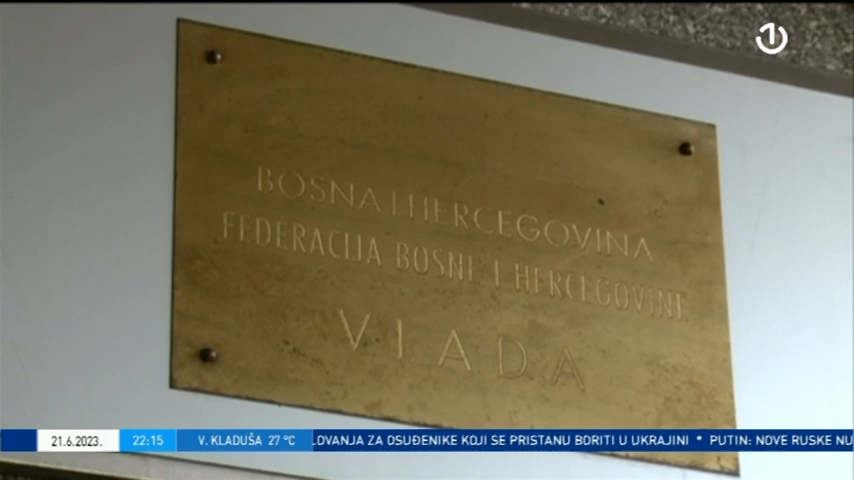 BOSNA I HERCEGOVINA
FEDERACIJA BOSNE I HERCEGOVINE
VLADA
21.6.2023. 22:15 V. KLADUŠA 27 °C LOVANJA ZA OSUĐENIKE KOJI SE PRISTANU BORITI U UKRAJINI * PUTIN: NOVE RUSKE NU